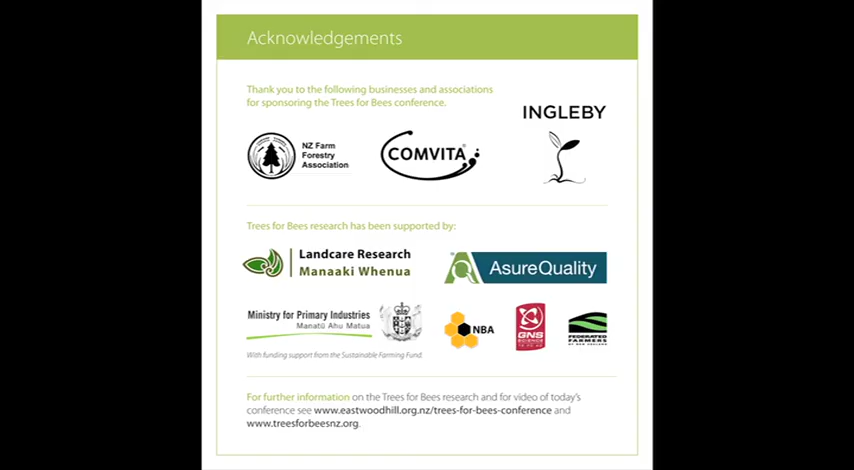 Acknowledgements
Thank you to the following businesses and associations
for sponsoring the Trees for Bees conference.
INGLEBY
NZ Farm
Forestry
Association
COMVITA
Trees for Bees research has been supported by:
Landcare Research
Manaaki Whenua
AsureQuality
Ministry for Primary Industries
Manatū Ahu Matua
NBA
GNS
SCIENCE
FEDERATED
FARMERS
OF NEW ZEALAND
With funding support from the Sustainable Farming Fund.
For further information on the Trees for Bees research and for video of today's
conference see www.eastwoodhill.org.nz/trees-for-bees-conference and
www.treesforbeesnz.org.